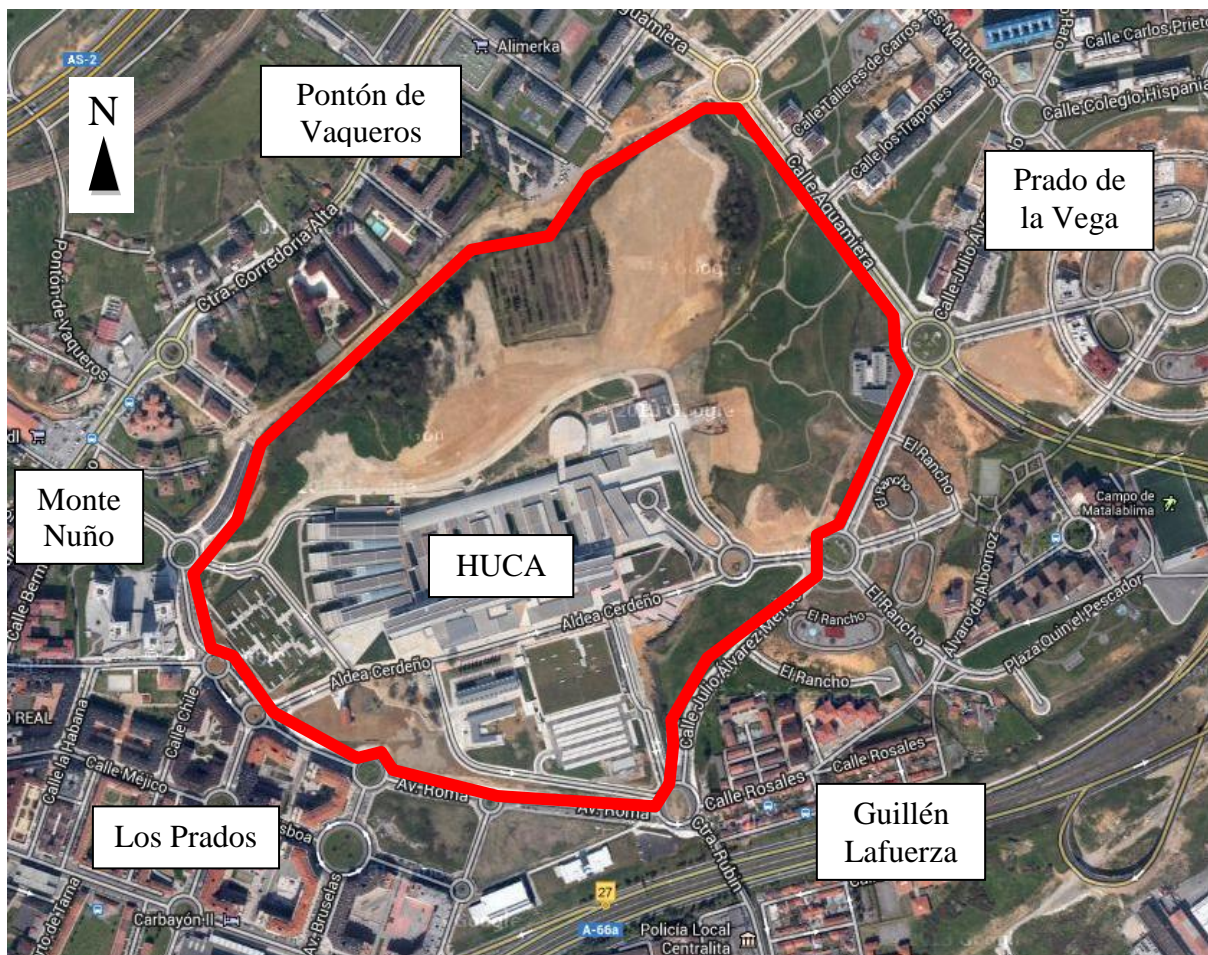 AS-2
N
Pontón de
Vaqueros
Alimerka
guamiera
Calle Talleres de Carros
Calle los Trapones
Calle Carlos Prieto
Calle Colegio Hispania
Prado de
la Vega
Calle Aguamiera
Ctra. Corredoria Alta
Pontón de Vaqueros
Monte
Nuño
HUCA
Aldea Cerdeño
Aldea Cerdeño
El Rancho
El Rancho
El Rancho
El Rancho
El Rancho
Campo de
Matalablima
Álvaro de Albornoz
Plaza Quin el Pescador
Calle Julio Álvarez Mendo
Calle Chile
Calle la Habana
Calle Méjico
Los Prados
Av. Roma
Av. Roma
Calle Rosales
Calle Rosales
Guillén
Lafuerza
Ctra. Rubín
Av. Bruselas
Carbayón II
27
A-66a
Policía Local
Centralita